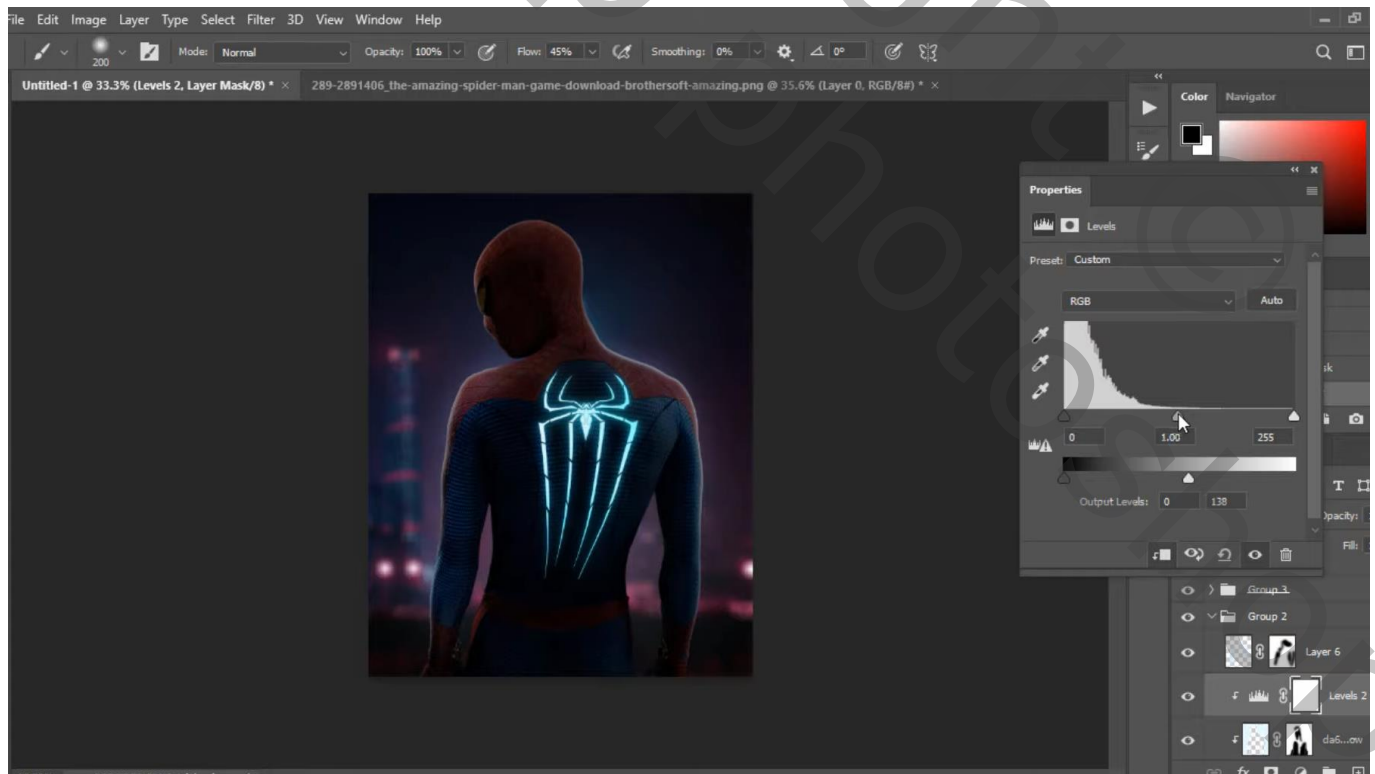 File Edit Image Layer Type Select Filter 3D View Window Help
200 Mode: Normal Opacity: 100% Flow: 45% Smoothing: 0% 0°
Untitled-1 @ 33.3% (Levels 2, Layer Mask/8) * × 289-2891406_the-amazing-spider-man-game-download-brothersoft-amazing.png @ 35.6% (Layer 0, RGB/8#) * ×
Color Navigator
Properties
Levels
Preset: Custom
RGB Auto
0 1.00 255
Output Levels: 0 138
Opacity:
Fill:
Group 3
Group 2
Layer 6
Levels 2
da6...ow